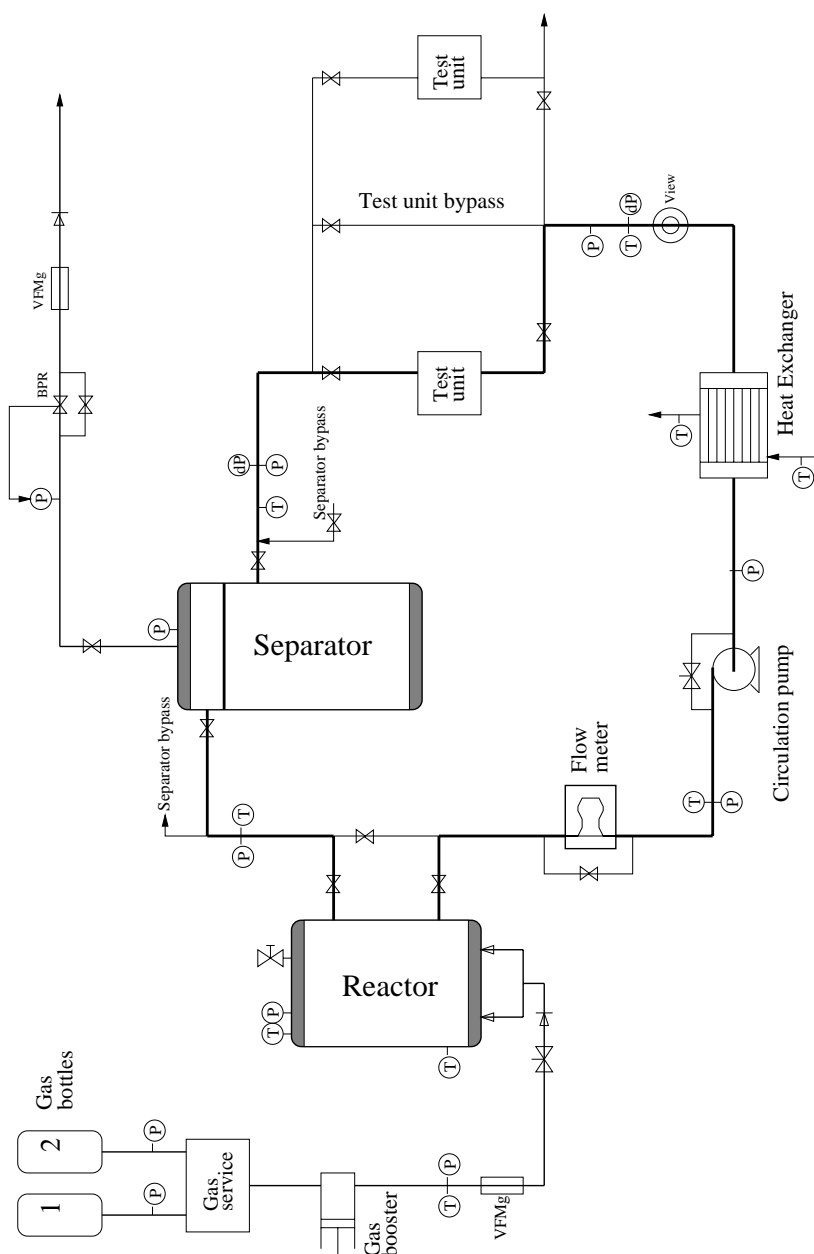 Test
unit
Test unit bypass
dP
P
T
View
VFMg
BPR
P
Test
unit
Heat Exchanger
T
T
dP
P
T
Separator bypass
P
P
Separator
Circulation pump
Separator bypass
Flow
meter
T
P
T
P
Reactor
P
T
T
Gas
bottles
2
1
P
P
Gas
service
P
T
VFMg
Gas
booster